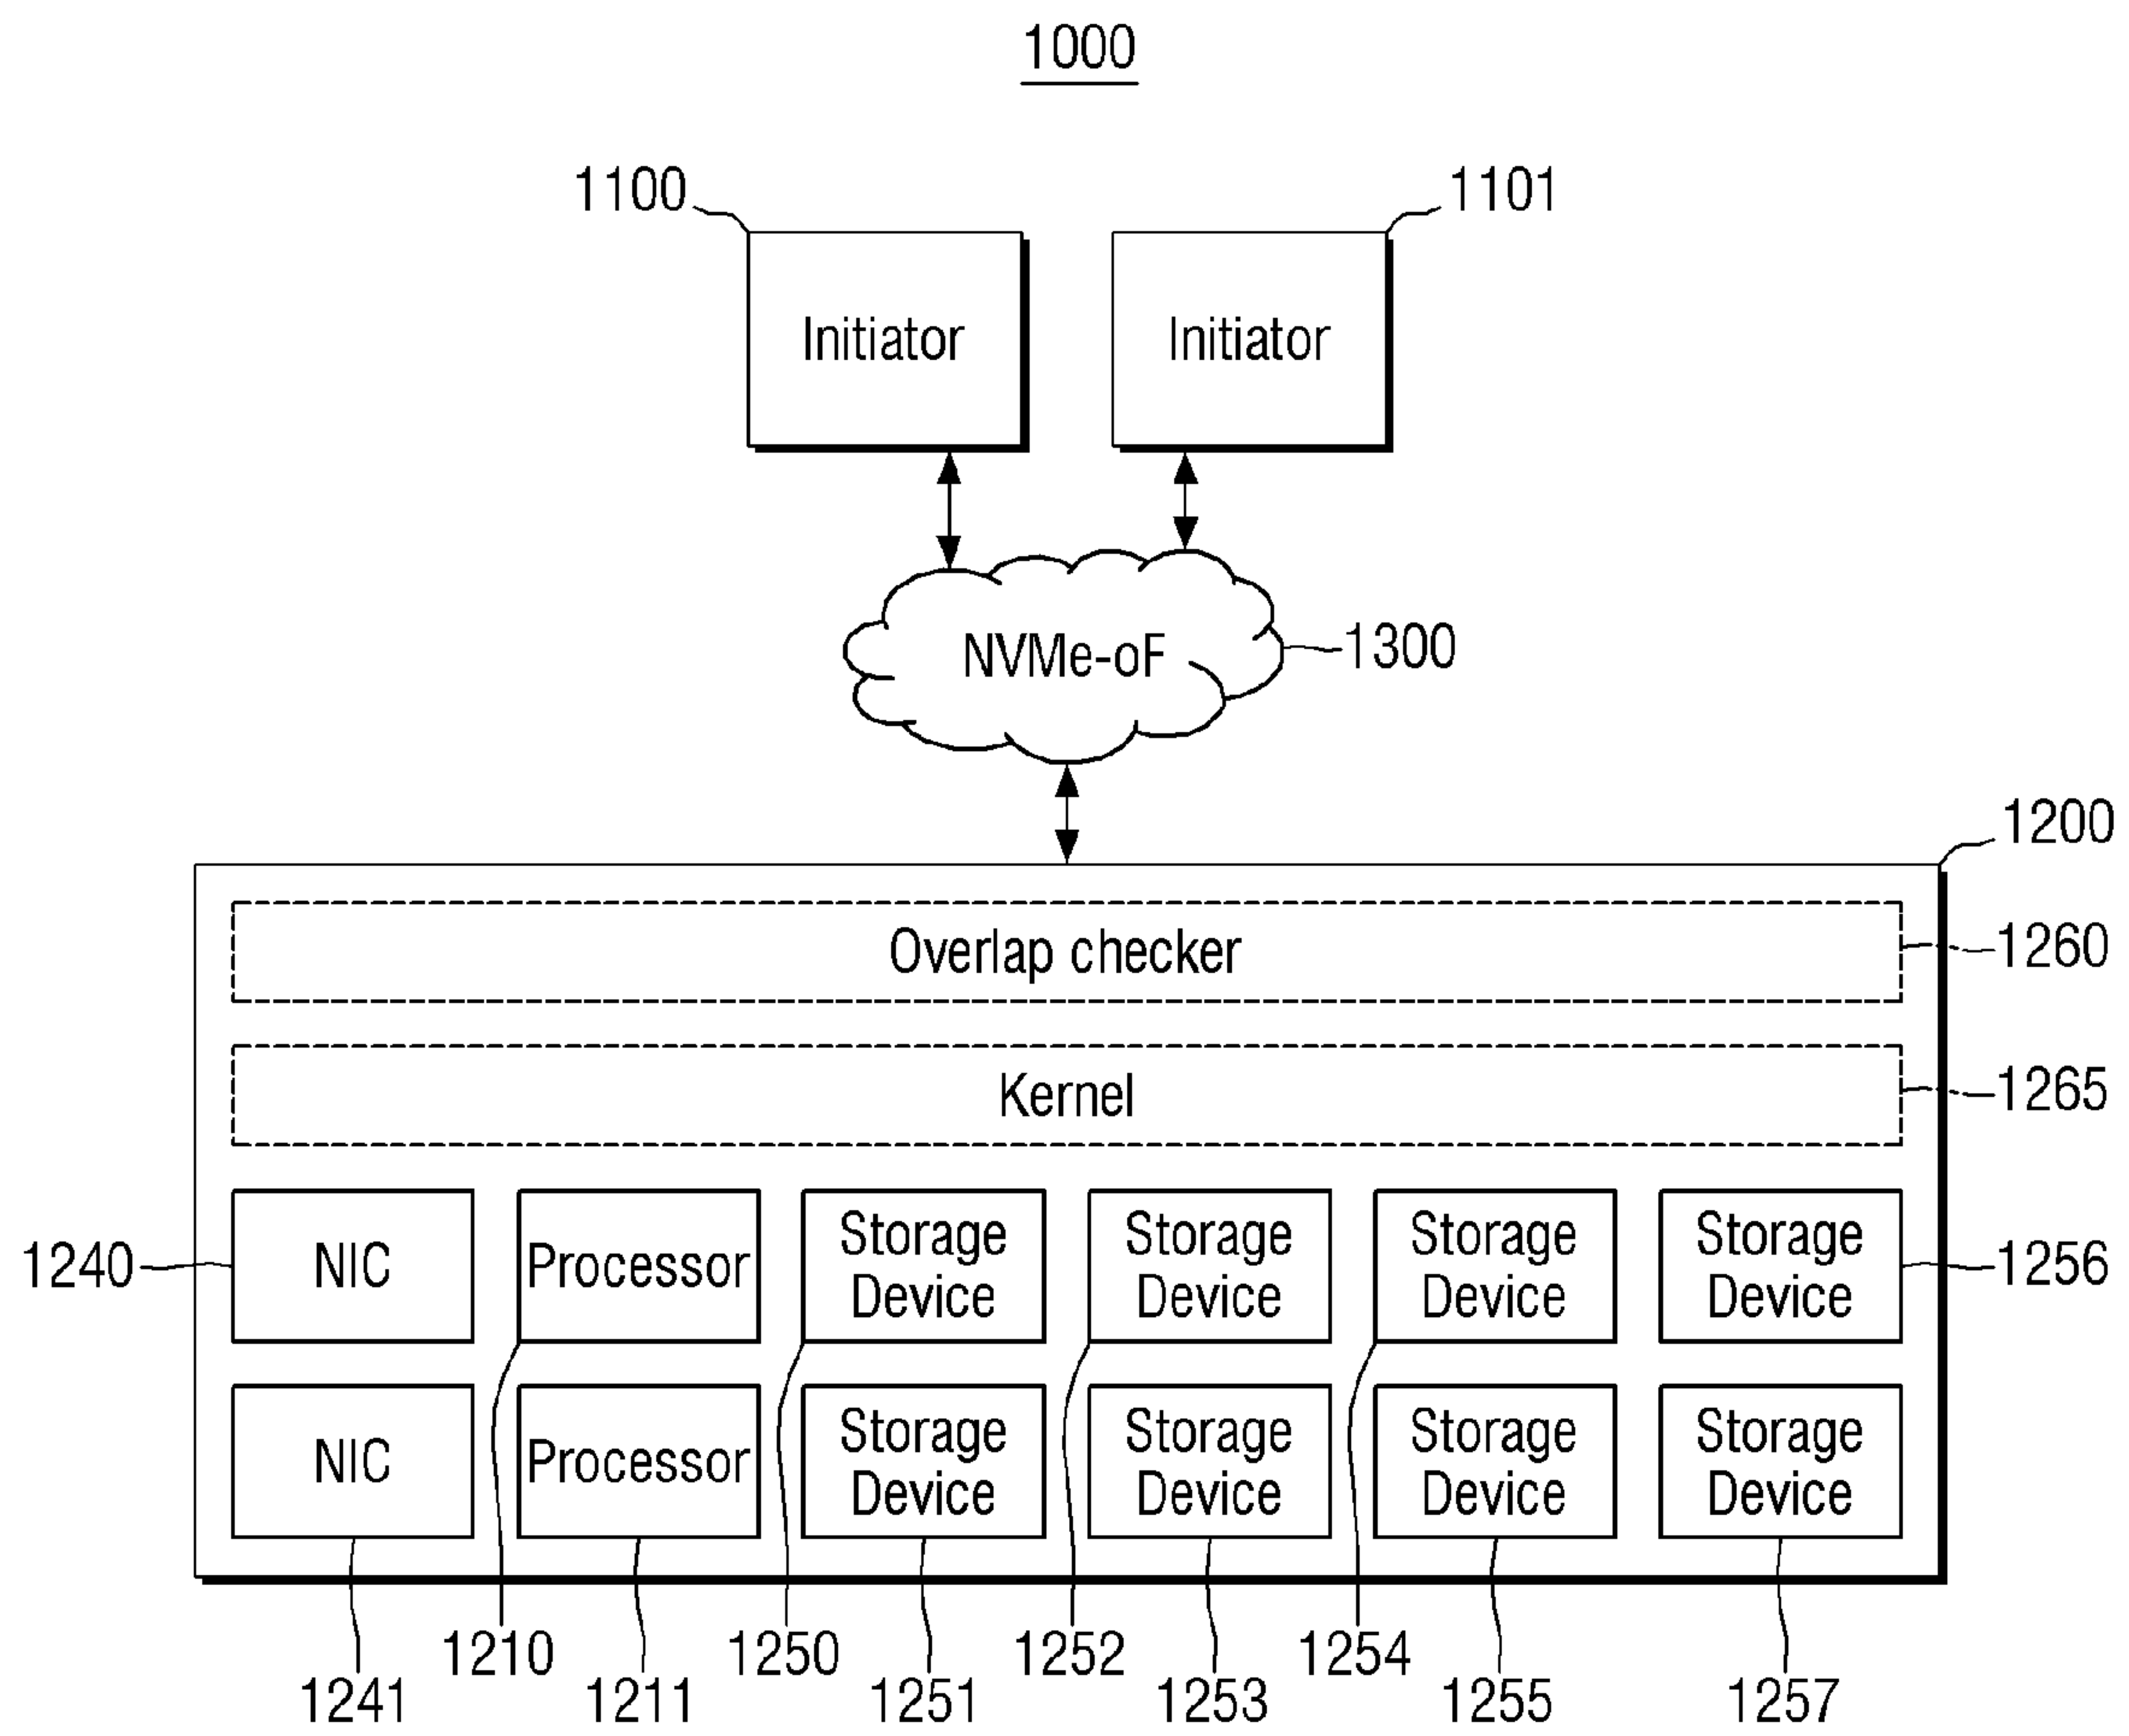 1000
1100
1101
Initiator
Initiator
NVMe-oF
1300
1200
Overlap checker
1260
Kernel
1265
1240
NIC
Processor
Storage
Device
Storage
Device
Storage
Device
Storage
Device
1256
NIC
Processor
Storage
Device
Storage
Device
Storage
Device
Storage
Device
1210
1250
1252
1254
1241
1211
1251
1253
1255
1257